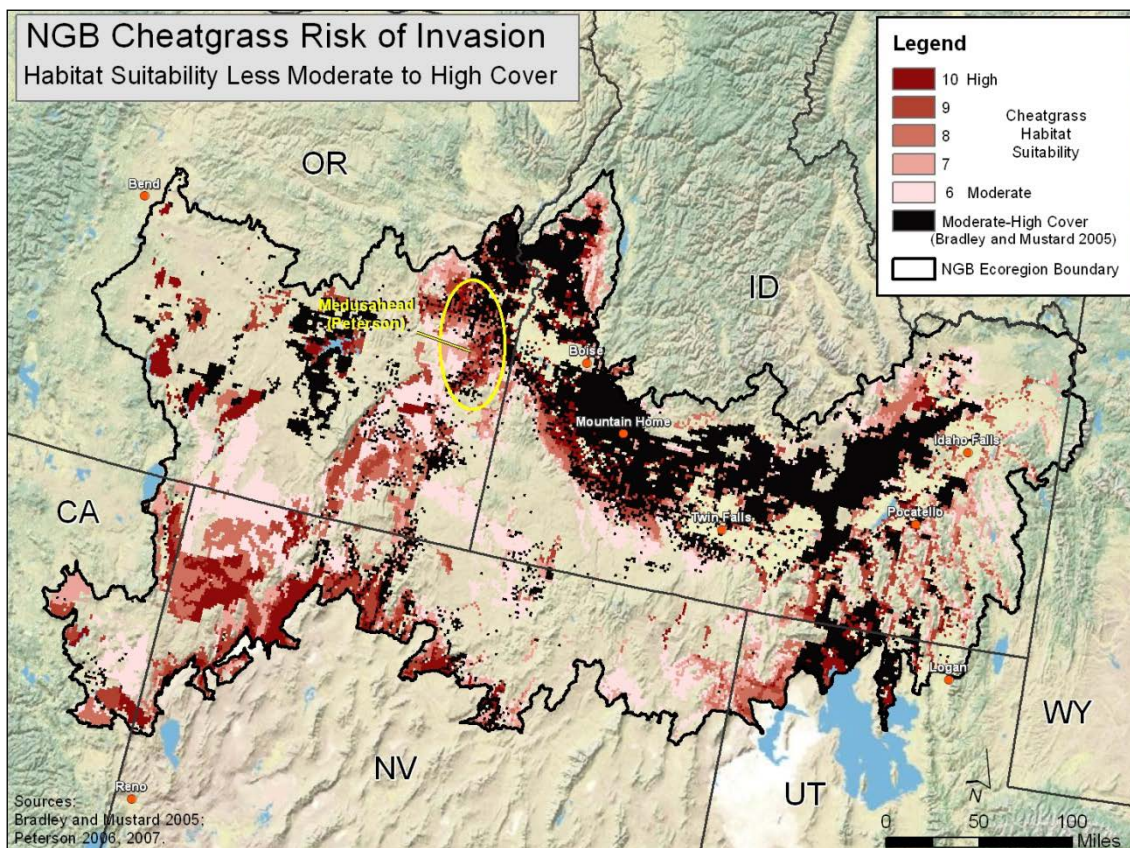 NGB Cheatgrass Risk of Invasion
Habitat Suitability Less Moderate to High Cover
Legend
10 High
9
8
7
6 Moderate
Cheatgrass
Habitat
Suitability
Moderate-High Cover
(Bradley and Mustard 2005)
NGB Ecoregion Boundary
OR
Bend
ID
Medusahead
(Peterson)
Boise
Mountain Home
Idaho Falls
CA
Twin Falls
Pocatello
Logan
WY
NV
UT
Reno
N
Sources:
Bradley and Mustard 2005;
Peterson 2006, 2007.
0 50 100
Miles